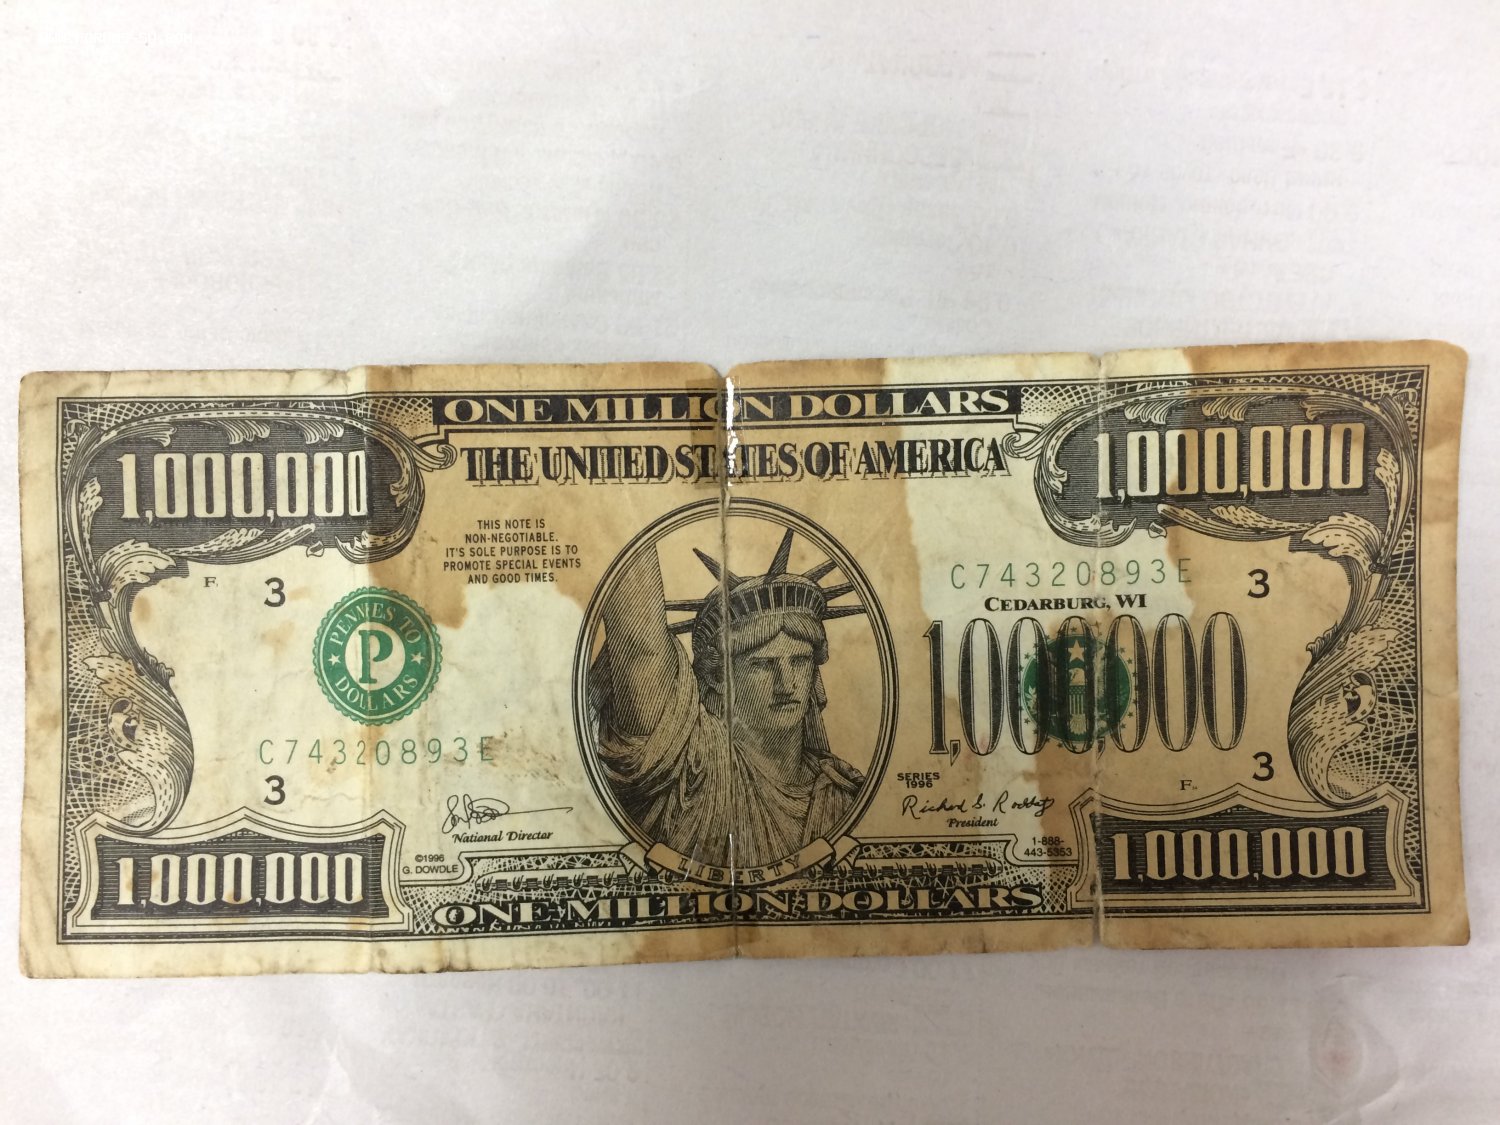 ONE MILLION DOLLARS
THE UNITED STATES OF AMERICA
1,000,000
1,000,000
THIS NOTE IS
NON-NEGOTIABLE.
IT'S SOLE PURPOSE IS TO
PROMOTE SPECIAL EVENTS
AND GOOD TIMES.
F. 3
PENNIES TO
P
DOLLARS
C74320893E
3
C74320893E
3
CEDARBURG, WI
1,000,000
3
SERIES
1996
F.
National Director
President
©1996
G. DOWDLE
1-888-
443-5353
LIBERTY
1,000,000
1,000,000
ONE MILLION DOLLARS